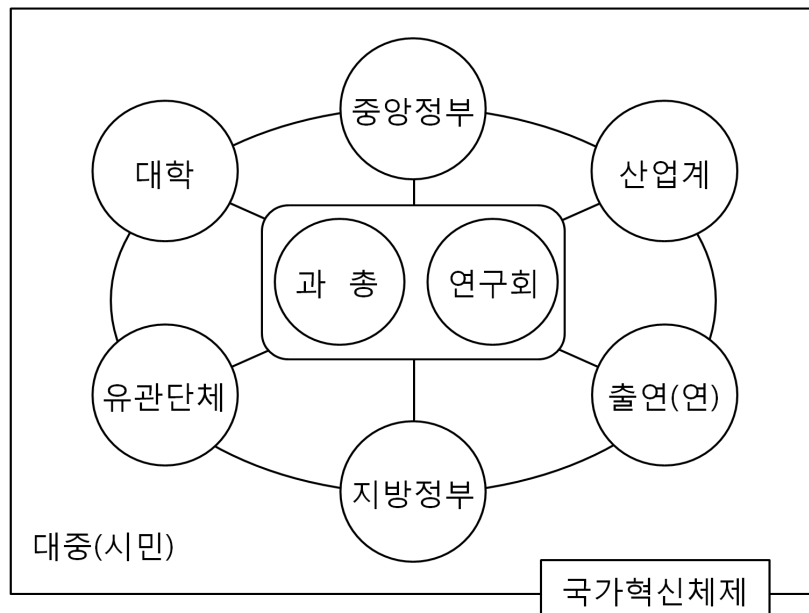 중앙정부
대학
산업계
과 총
연구회
유관단체
출연(연)
지방정부
대중(시민)
국가혁신체제